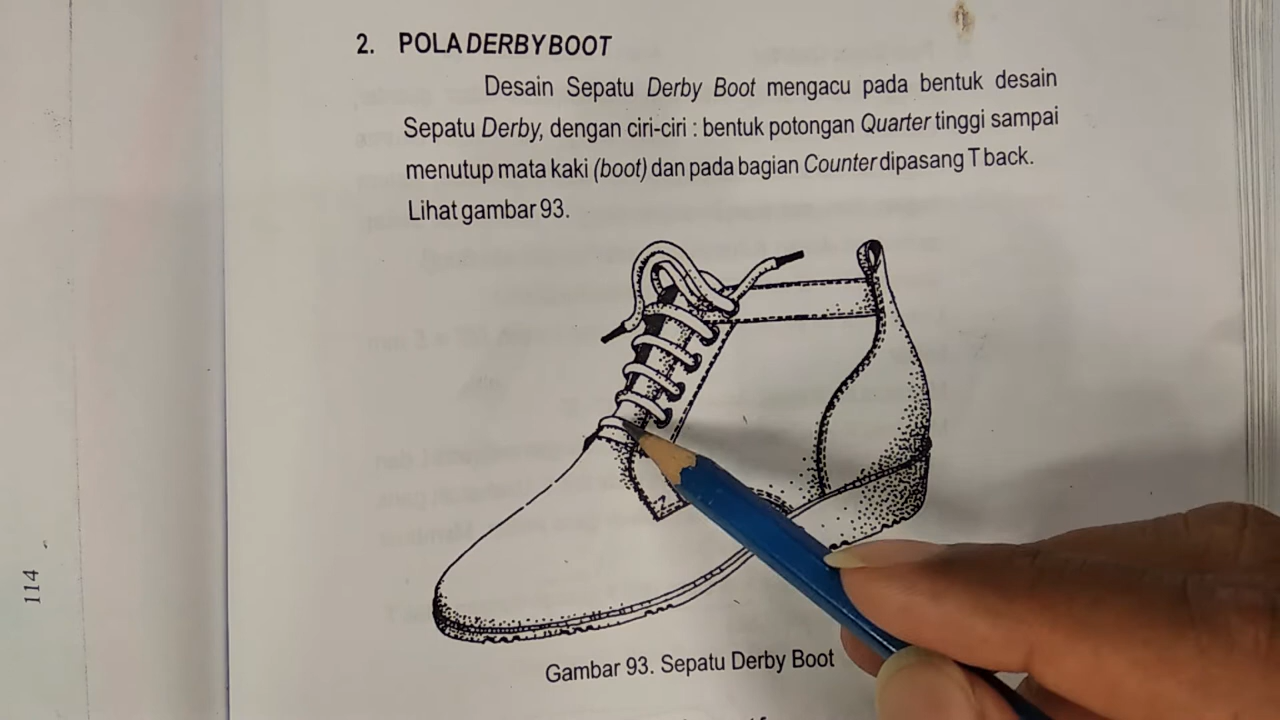 2. POLA DERBY BOOT
Desain Sepatu Derby Boot mengacu pada bentuk desain
Sepatu Derby, dengan ciri-ciri : bentuk potongan Quarter tinggi sampai
menutup mata kaki (boot) dan pada bagian Counter dipasang T back.
Lihat gambar 93.
Gambar 93. Sepatu Derby Boot
114